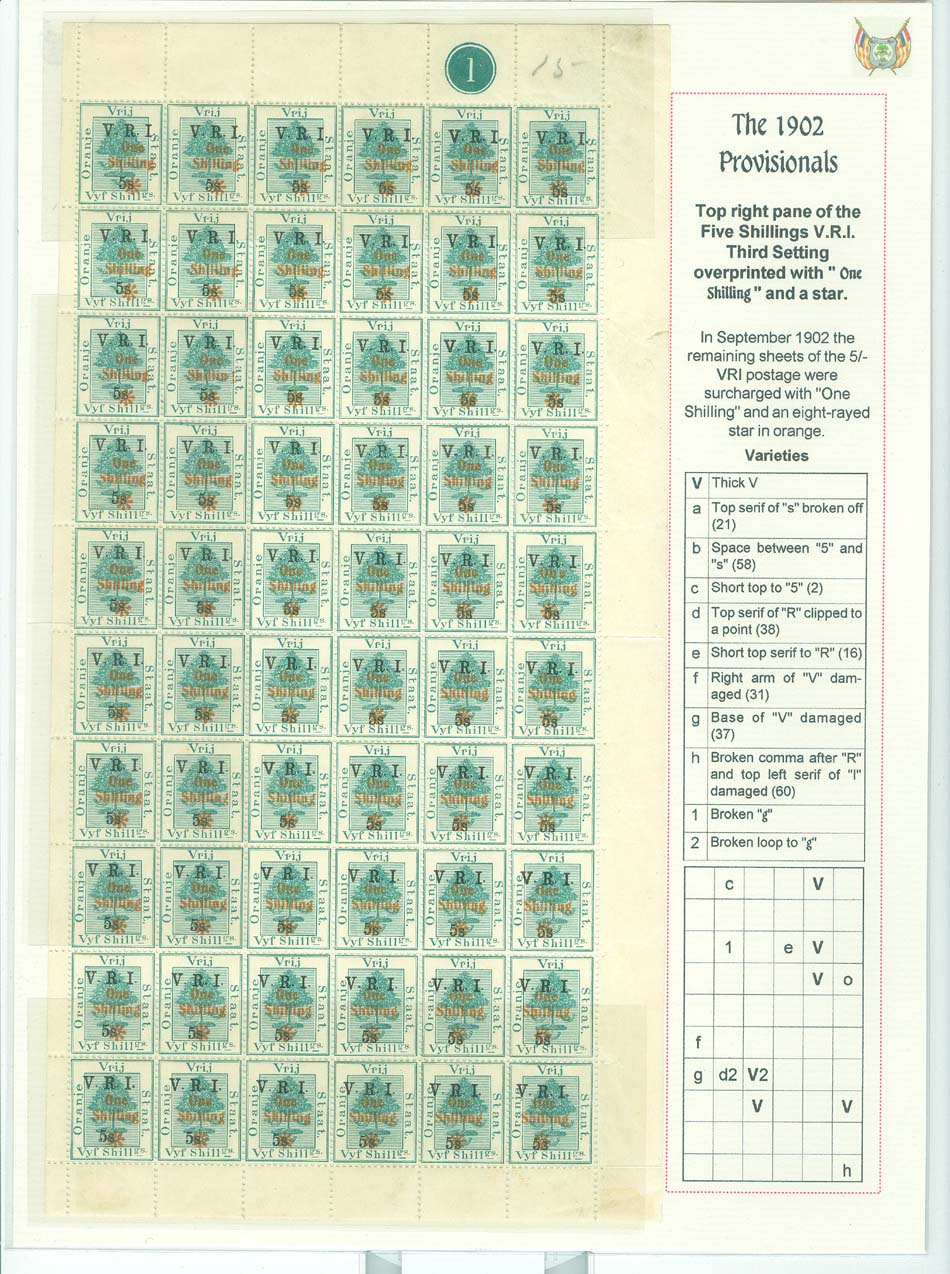 1
15-
Vrij
Oranje
V. R. I.
Staat.
One
Shilling
5s
Vyf Shillgs.
The 1902
Provisionals
Top right pane of the
Five Shillings V.R.I.
Third Setting
overprinted with " One
Shilling " and a star.
In September 1902 the
remaining sheets of the 5/-
VRI postage were
surcharged with "One
Shilling" and an eight-rayed
star in orange.
Varieties
V Thick V
a Top serif of "s" broken off
(21)
b Space between "5" and
"s" (58)
c Short top to "5" (2)
d Top serif of "R" clipped to
a point (38)
e Short top serif to "R" (16)
f Right arm of "V" dam-
aged (31)
g Base of "V" damaged
(37)
h Broken comma after "R"
and top left serif of "I"
damaged (60)
1 Broken "g"
2 Broken loop to "g"
c V
1 e V
V o
f
g d2 V2
V V
h